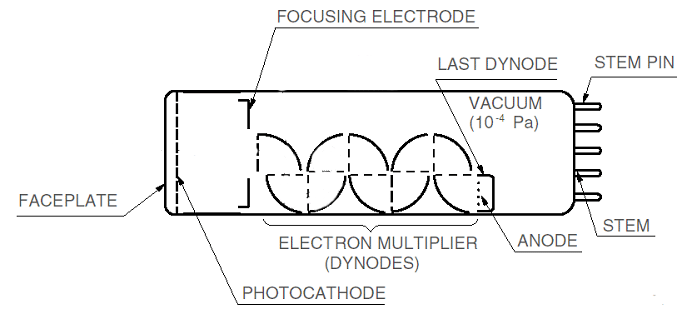 FOCUSING ELECTRODE
LAST DYNODE
STEM PIN
VACUUM
(10⁻⁴ Pa)
FACEPLATE
STEM
ANODE
ELECTRON MULTIPLIER
(DYNODES)
PHOTOCATHODE